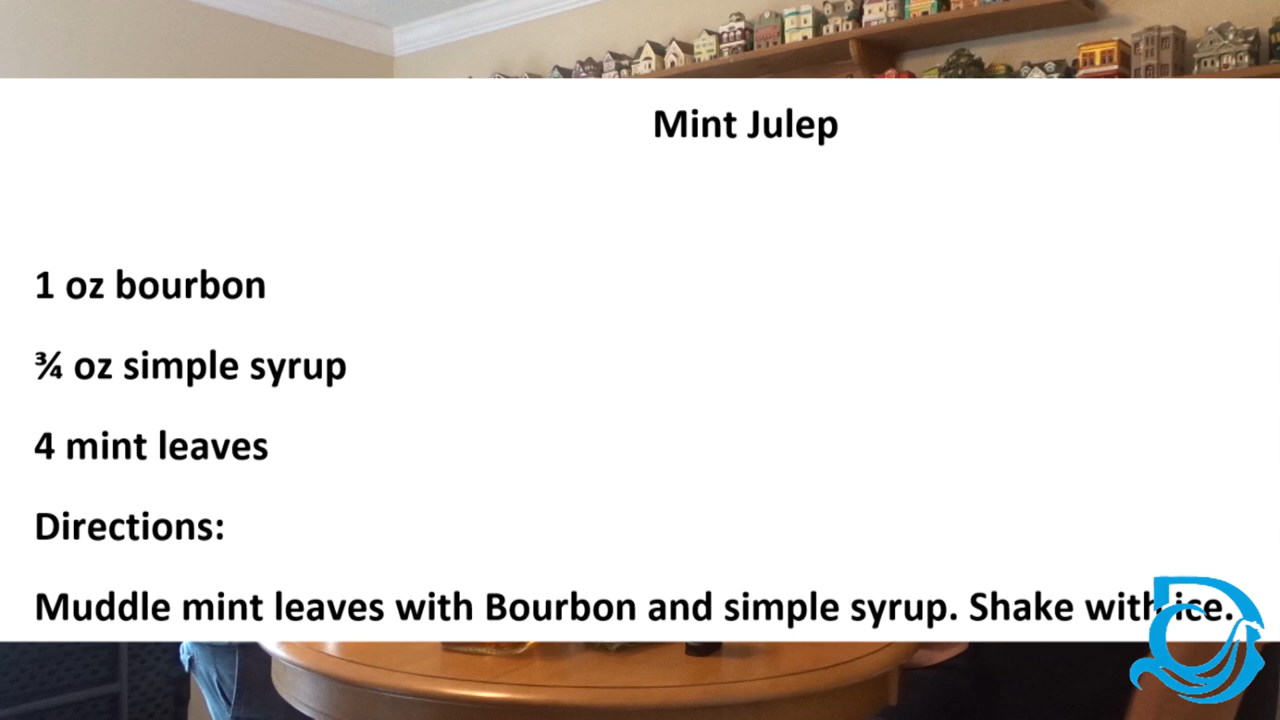 Mint Julep
1 oz bourbon
¾ oz simple syrup
4 mint leaves
Directions:
Muddle mint leaves with Bourbon and simple syrup. Shake with ice.